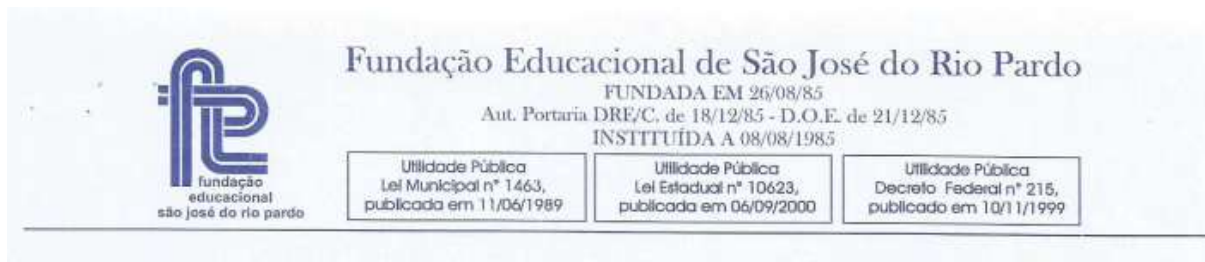 Fundação Educacional de São José do Rio Pardo
FUNDADA EM 26/08/85
Aut. Portaria DRE/C. de 18/12/85 - D.O.E. de 21/12/85
INSTITUÍDA A 08/08/1985
fundação
educacional
são josé do rio pardo
Utilidade Pública
Lei Municipal nº 1463,
publicada em 11/06/1989
Utilidade Pública
Lei Estadual nº 10623,
publicada em 06/09/2000
Utilidade Pública
Decreto Federal nº 215,
publicado em 10/11/1999